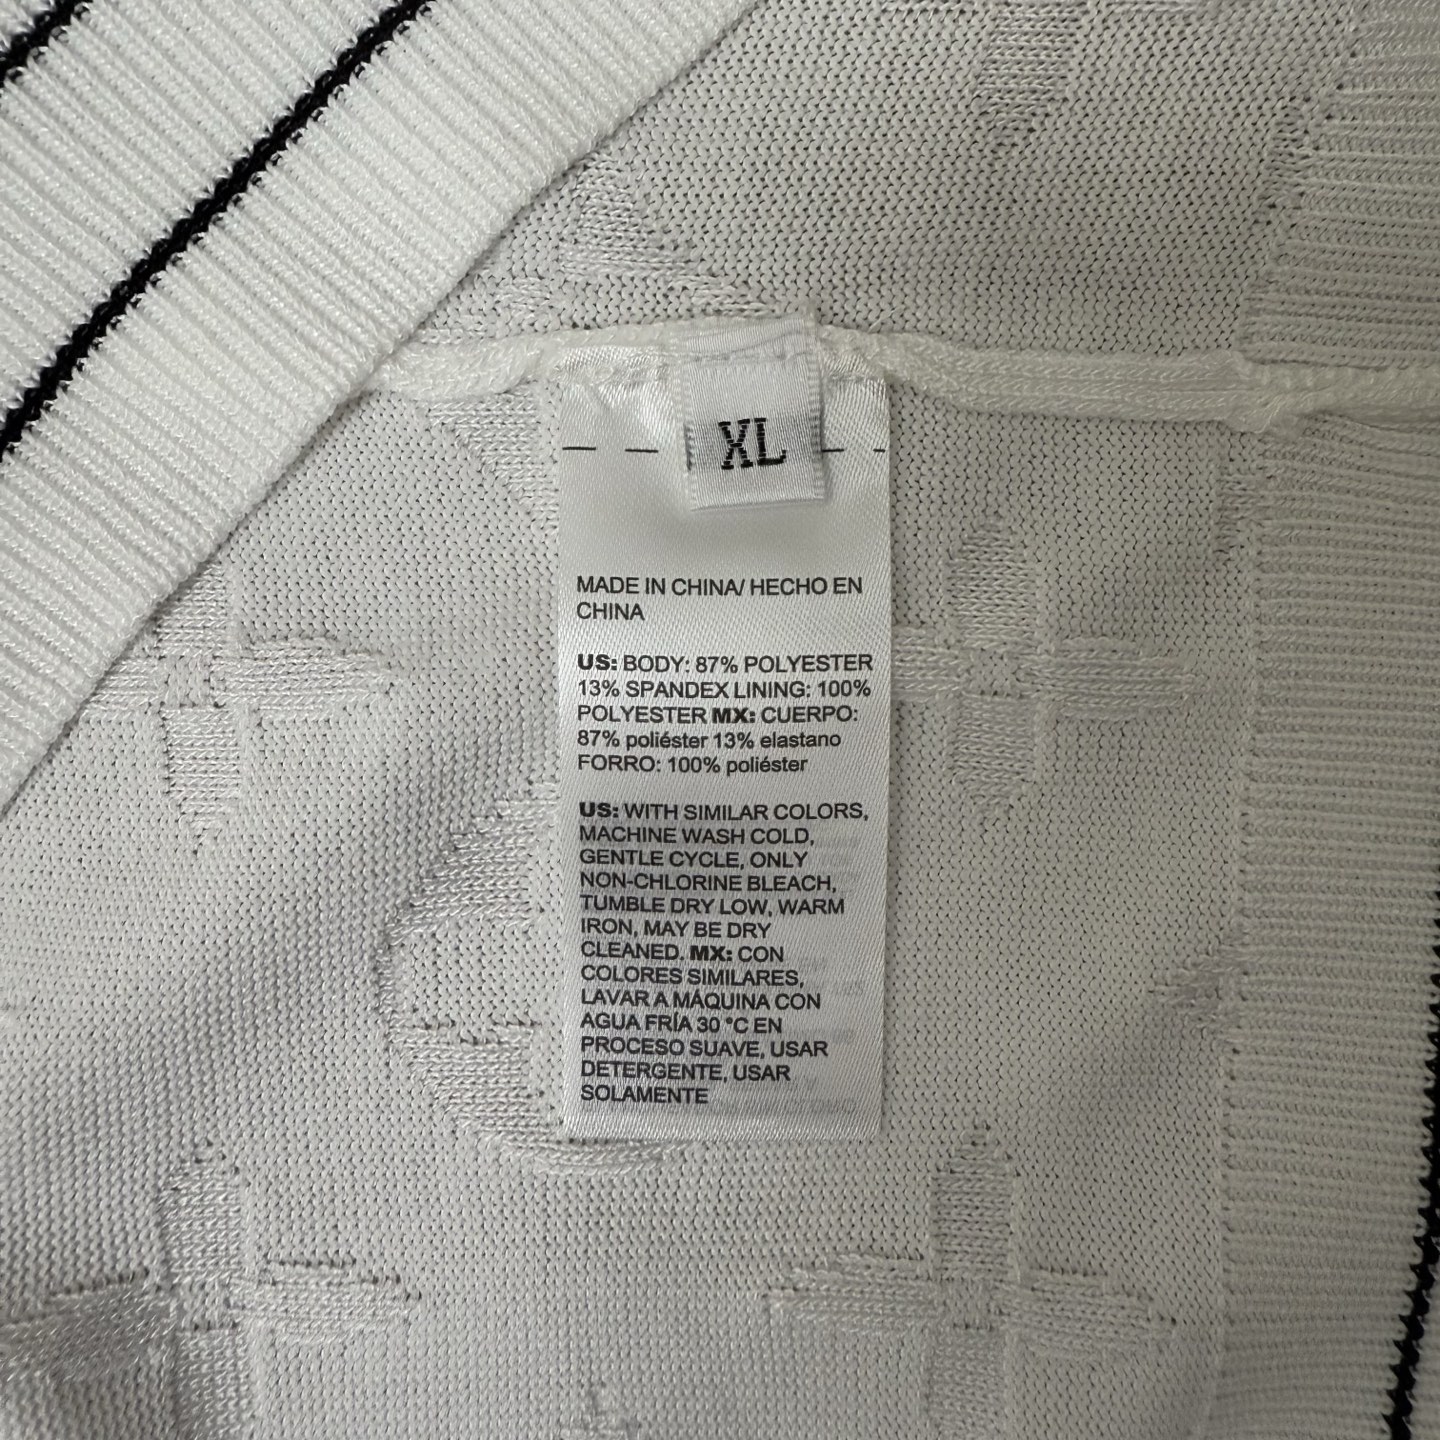 XL
MADE IN CHINA/ HECHO EN
CHINA
US: BODY: 87% POLYESTER
13% SPANDEX LINING: 100%
POLYESTER MX: CUERPO:
87% poliéster 13% elastano
FORRO: 100% poliéster
US: WITH SIMILAR COLORS,
MACHINE WASH COLD,
GENTLE CYCLE, ONLY
NON-CHLORINE BLEACH,
TUMBLE DRY LOW, WARM
IRON, MAY BE DRY
CLEANED. MX: CON
COLORES SIMILARES,
LAVAR A MÁQUINA CON
AGUA FRÍA 30 °C EN
PROCESO SUAVE, USAR
DETERGENTE, USAR
SOLAMENTE